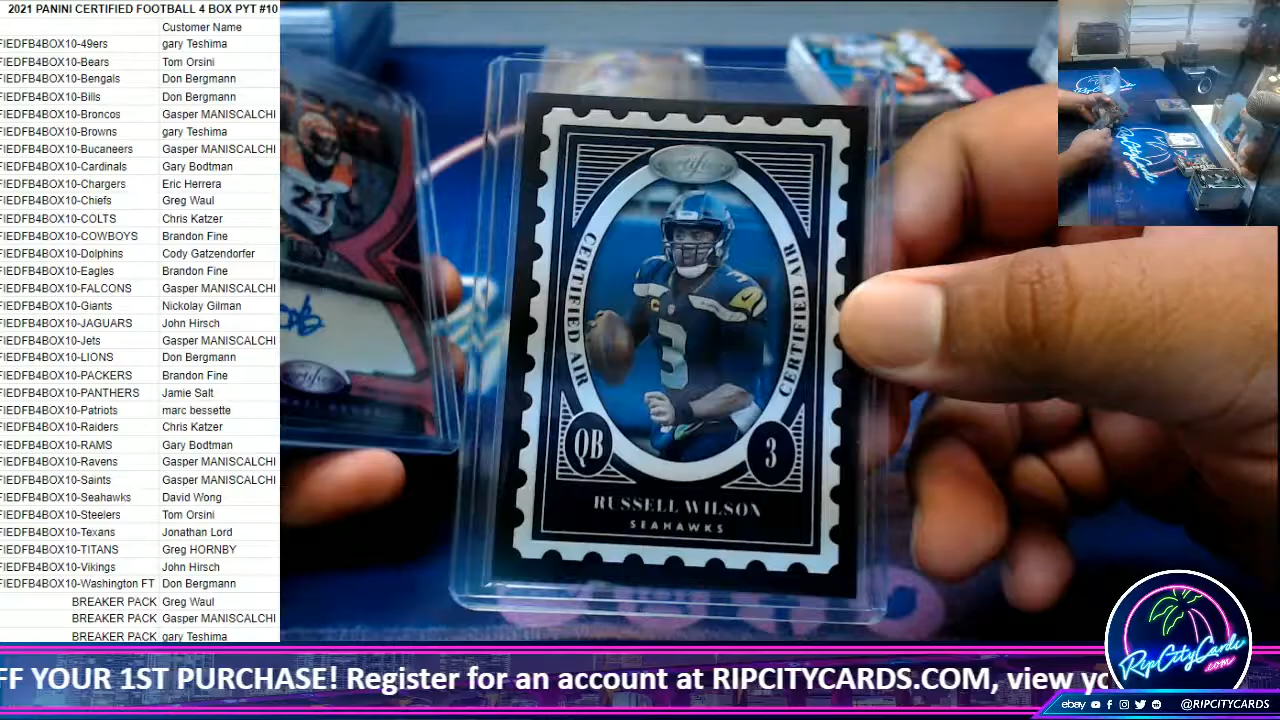 2021 PANINI CERTIFIED FOOTBALL 4 BOX PYT #10
Customer Name
FIEDFB4BOX10-49ers gary Teshima
FIEDFB4BOX10-Bears Tom Orsini
FIEDFB4BOX10-Bengals Don Bergmann
FIEDFB4BOX10-Bills Don Bergmann
FIEDFB4BOX10-Broncos Gasper MANISCALCHI
FIEDFB4BOX10-Browns gary Teshima
FIEDFB4BOX10-Bucaneers Gasper MANISCALCHI
FIEDFB4BOX10-Cardinals Gary Bodtman
FIEDFB4BOX10-Chargers Eric Herrera
FIEDFB4BOX10-Chiefs Greg Waul
FIEDFB4BOX10-COLTS Chris Katzer
FIEDFB4BOX10-COWBOYS Brandon Fine
FIEDFB4BOX10-Dolphins Cody Gatzendorfer
FIEDFB4BOX10-Eagles Brandon Fine
FIEDFB4BOX10-FALCONS Gasper MANISCALCHI
FIEDFB4BOX10-Giants Nickolay Gilman
FIEDFB4BOX10-JAGUARS John Hirsch
FIEDFB4BOX10-Jets Gasper MANISCALCHI
FIEDFB4BOX10-LIONS Don Bergmann
FIEDFB4BOX10-PACKERS Brandon Fine
FIEDFB4BOX10-PANTHERS Jamie Salt
FIEDFB4BOX10-Patriots marc bessette
FIEDFB4BOX10-Raiders Chris Katzer
FIEDFB4BOX10-RAMS Gary Bodtman
FIEDFB4BOX10-Ravens Gasper MANISCALCHI
FIEDFB4BOX10-Saints Gasper MANISCALCHI
FIEDFB4BOX10-Seahawks David Wong
FIEDFB4BOX10-Steelers Tom Orsini
FIEDFB4BOX10-Texans Jonathan Lord
FIEDFB4BOX10-TITANS Greg HORNBY
FIEDFB4BOX10-Vikings John Hirsch
FIEDFB4BOX10-Washington FT Don Bergmann
BREAKER PACK Greg Waul
BREAKER PACK Gasper MANISCALCHI
BREAKER PACK gary Teshima
Certified
CERTIFIED AIR
CERTIFIED AIR
3
3
QB
3
RUSSELL WILSON
SEAHAWKS
FF YOUR 1ST PURCHASE! Register for an account at RIPCITYCARDS.COM, view yo
RipCityCards
.com
ebay
@RIPCITYCARDS